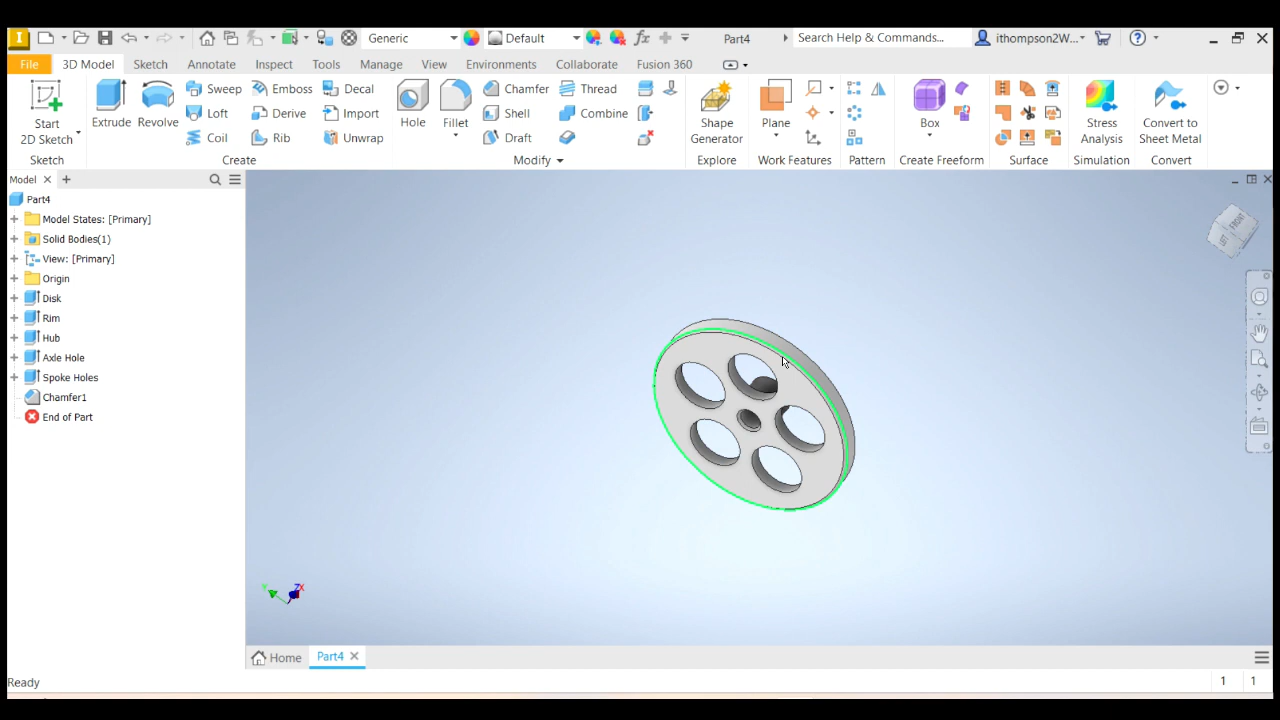 Generic
Default
fx
Part4
Search Help & Commands...
ithompson2W...
File
3D Model
Sketch
Annotate
Inspect
Tools
Manage
View
Environments
Collaborate
Fusion 360
Start
2D Sketch
Extrude
Revolve
Sweep
Loft
Coil
Emboss
Derive
Rib
Decal
Import
Unwrap
Hole
Fillet
Chamfer
Shell
Draft
Thread
Combine
Shape
Generator
Plane
Box
Stress
Analysis
Convert to
Sheet Metal
Sketch
Create
Modify
Explore
Work Features
Pattern
Create Freeform
Surface
Simulation
Convert
Model
Part4
Model States: [Primary]
Solid Bodies(1)
View: [Primary]
Origin
Disk
Rim
Hub
Axle Hole
Spoke Holes
Chamfer1
End of Part
FRONT
Home
Part4
Ready
1 1